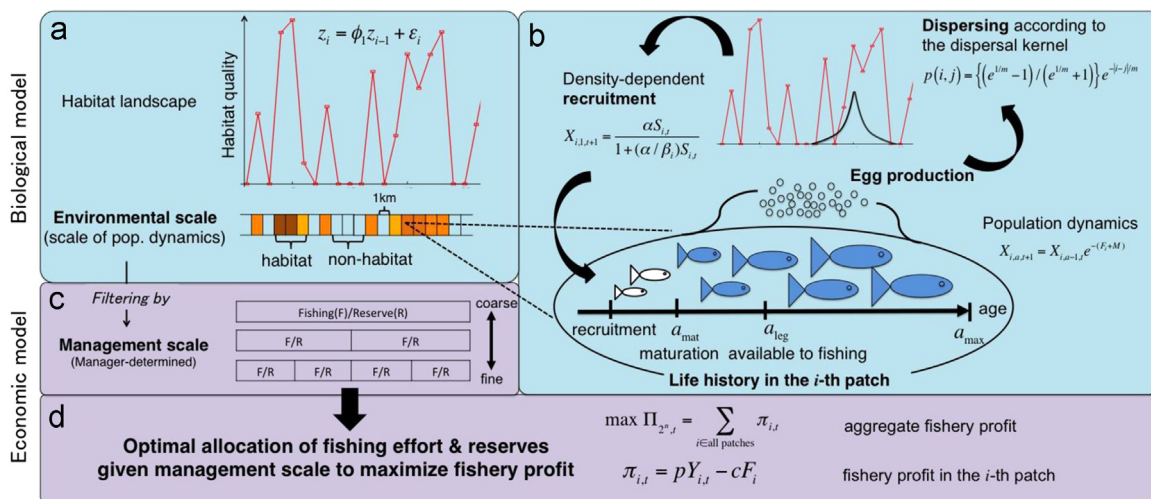 Biological model
Economic model
a
z_i = ϕ_1 z_{i−1} + ε_i
Habitat landscape
Habitat quality
1km
Environmental scale
(scale of pop. dynamics)
habitat
non-habitat
b
Dispersing according to
the dispersal kernel
p(i, j) = {(e^{1/m} − 1) / (e^{1/m} + 1)} e^{−|i−j|/m}
Density-dependent
recruitment
X_{i,1,t+1} = αS_{i,t} / (1 + (α / β_i)S_{i,t})
Egg production
Population dynamics
X_{i,a,t+1} = X_{i,a−1,t} e^{−(F_i+M)}
age
recruitment
a_mat
a_leg
a_max
maturation
available to fishing
Life history in the i-th patch
c
Filtering by
Management scale
(Manager-determined)
Fishing(F)/Reserve(R)
F/R F/R
F/R F/R F/R F/R
coarse
fine
d
Optimal allocation of fishing effort & reserves
given management scale to maximize fishery profit
max Π_{2^n,t} = ∑_{i∈all patches} π_{i,t}
aggregate fishery profit
π_{i,t} = pY_{i,t} − cF_i
fishery profit in the i-th patch